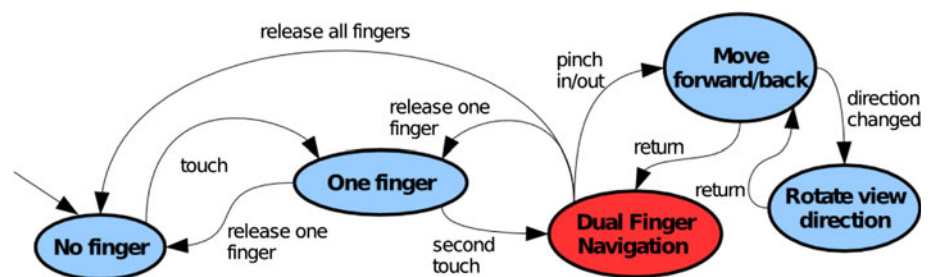 release all fingers
pinch
in/out
Move
forward/back
direction
changed
release one
finger
touch
return
One finger
return
Rotate view
direction
No finger
release one
finger
second
touch
Dual Finger
Navigation